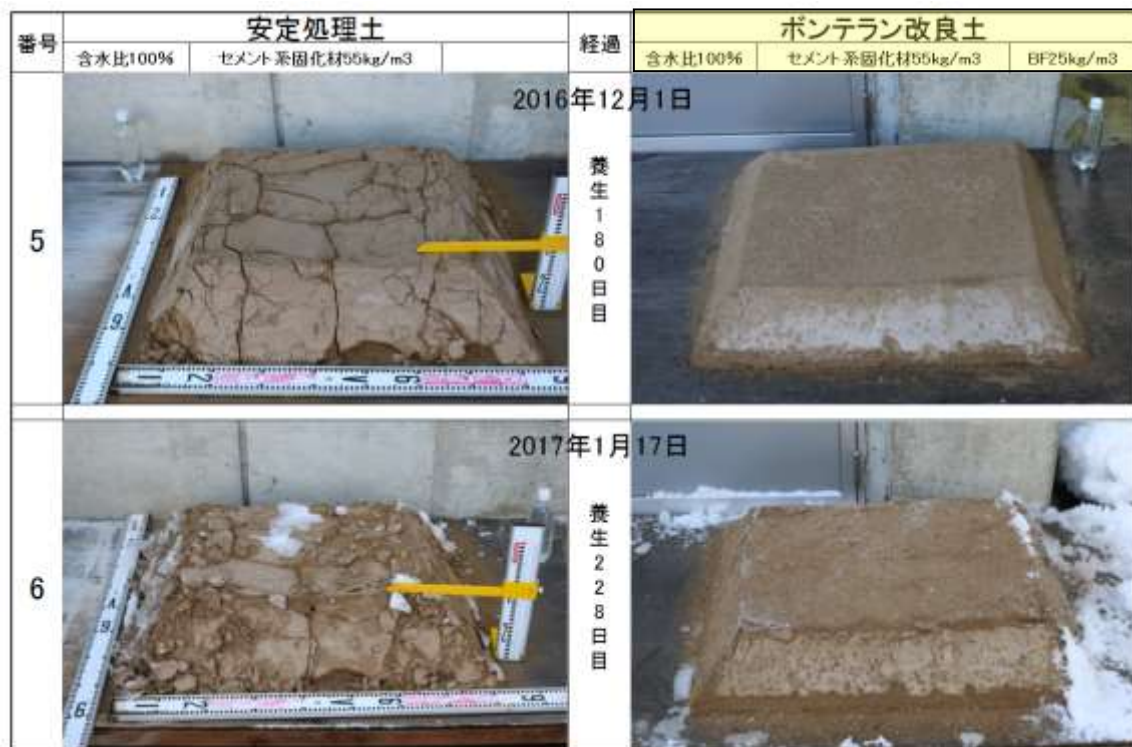 番号
安定処理土
含水比100%
セメント系固化材55kg/m3
経過
ボンテラン改良土
含水比100%
セメント系固化材55kg/m3
BF25kg/m3
2016年12月1日
5
養生180日目
2017年1月17日
6
養生228日目